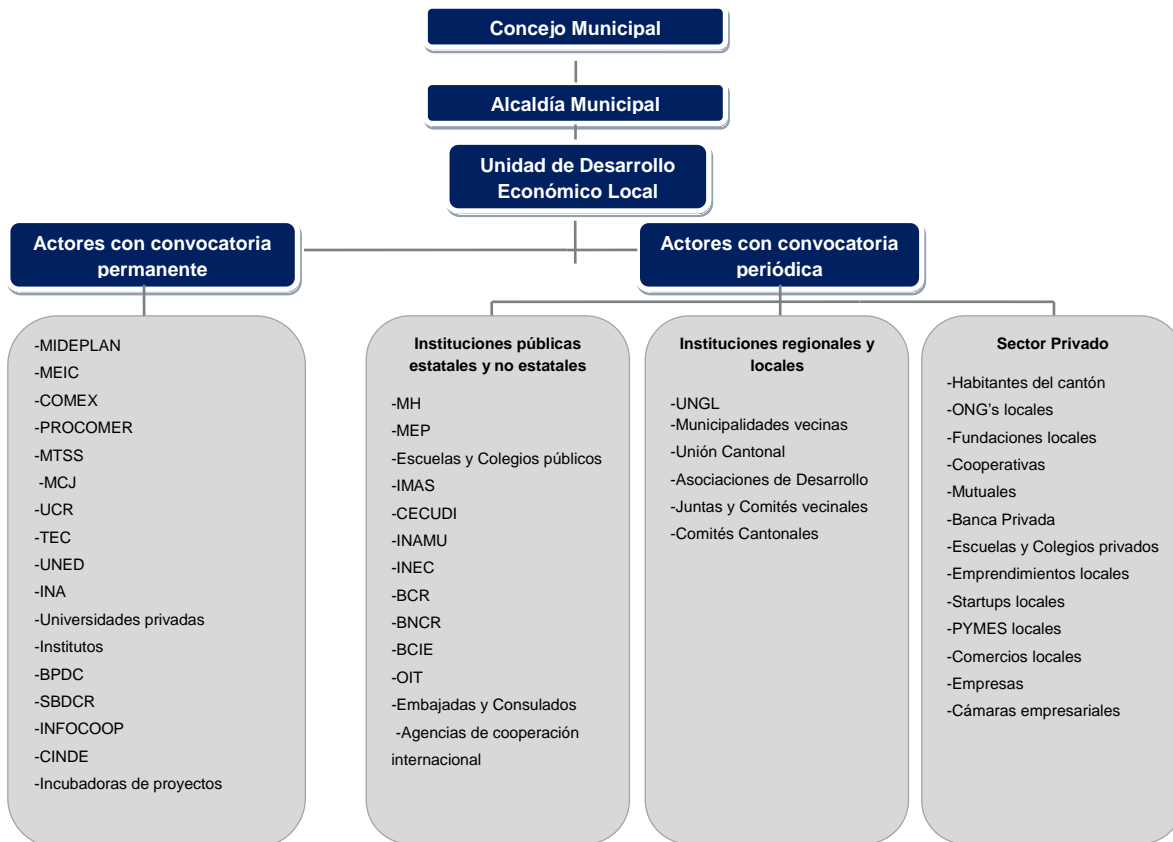 Concejo Municipal
Alcaldía Municipal
Unidad de Desarrollo
Económico Local
Actores con convocatoria
permanente
Actores con convocatoria
periódica
-MIDEPLAN
-MEIC
-COMEX
-PROCOMER
-MTSS
-MCJ
-UCR
-TEC
-UNED
-INA
-Universidades privadas
-Institutos
-BPDC
-SBDCR
-INFOCOOP
-CINDE
-Incubadoras de proyectos
Instituciones públicas
estatales y no estatales
-MH
-MEP
-Escuelas y Colegios públicos
-IMAS
-CECUDI
-INAMU
-INEC
-BCR
-BNCR
-BCIE
-OIT
-Embajadas y Consulados
-Agencias de cooperación
internacional
Instituciones regionales y
locales
-UNGL
-Municipalidades vecinas
-Unión Cantonal
-Asociaciones de Desarrollo
-Juntas y Comités vecinales
-Comités Cantonales
Sector Privado
-Habitantes del cantón
-ONG's locales
-Fundaciones locales
-Cooperativas
-Mutuales
-Banca Privada
-Escuelas y Colegios privados
-Emprendimientos locales
-Startups locales
-PYMES locales
-Comercios locales
-Empresas
-Cámaras empresariales